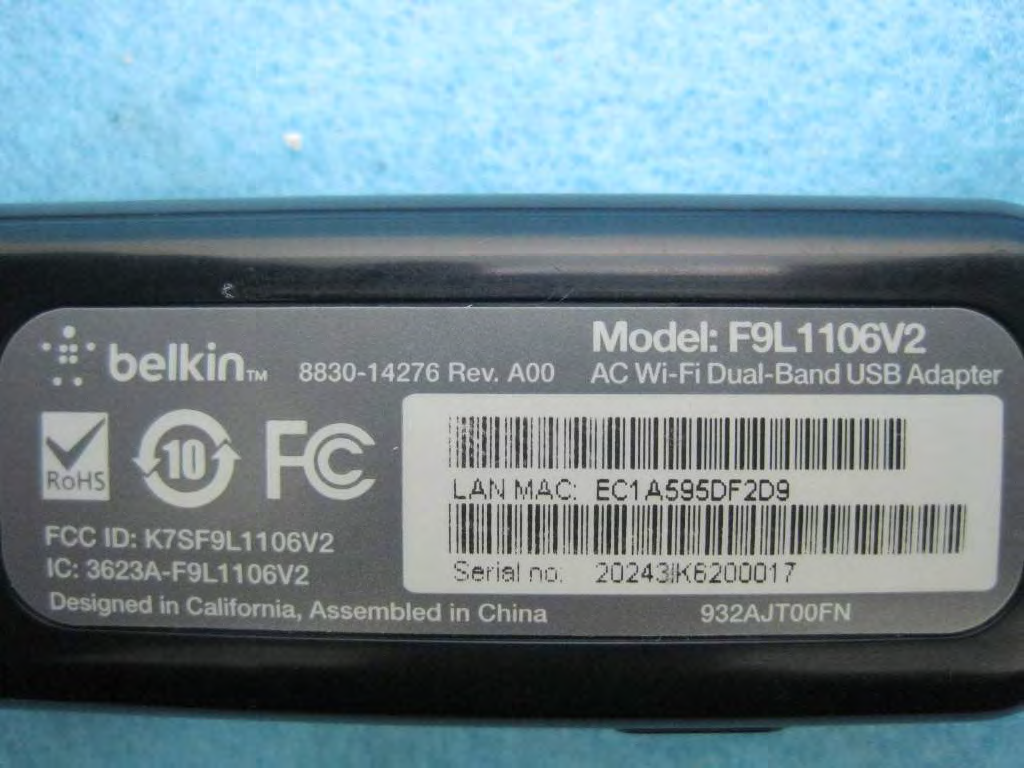 belkin™ 8830-14276 Rev. A00
Model: F9L1106V2
AC Wi-Fi Dual-Band USB Adapter
RoHS
10
FC
LAN MAC: EC1A595DF2D9
Serial no: 20243IK6200017
FCC ID: K7SF9L1106V2
IC: 3623A-F9L1106V2
Designed in California, Assembled in China
932AJT00FN